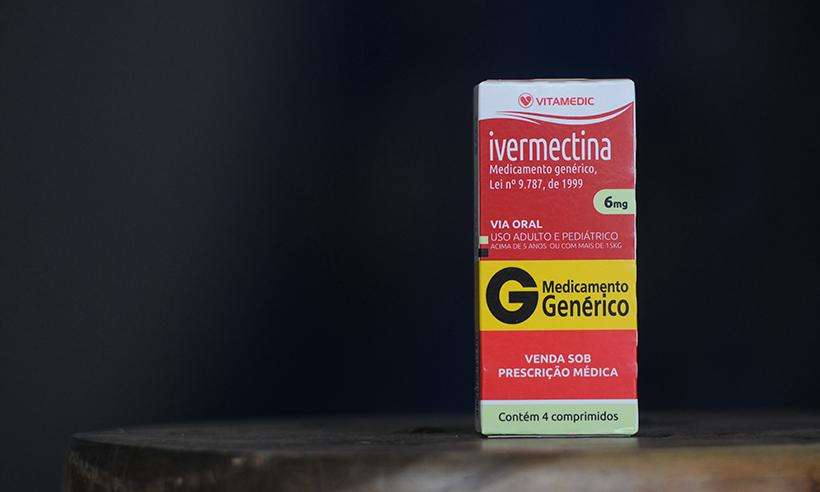 VITAMEDIC
ivermectina
Medicamento genérico,
Lei nº 9.787, de 1999
6mg
VIA ORAL
USO ADULTO E PEDIÁTRICO
ACIMA DE 5 ANOS OU COM MAIS DE 15KG
G Medicamento
Genérico
VENDA SOB
PRESCRIÇÃO MÉDICA
Contém 4 comprimidos